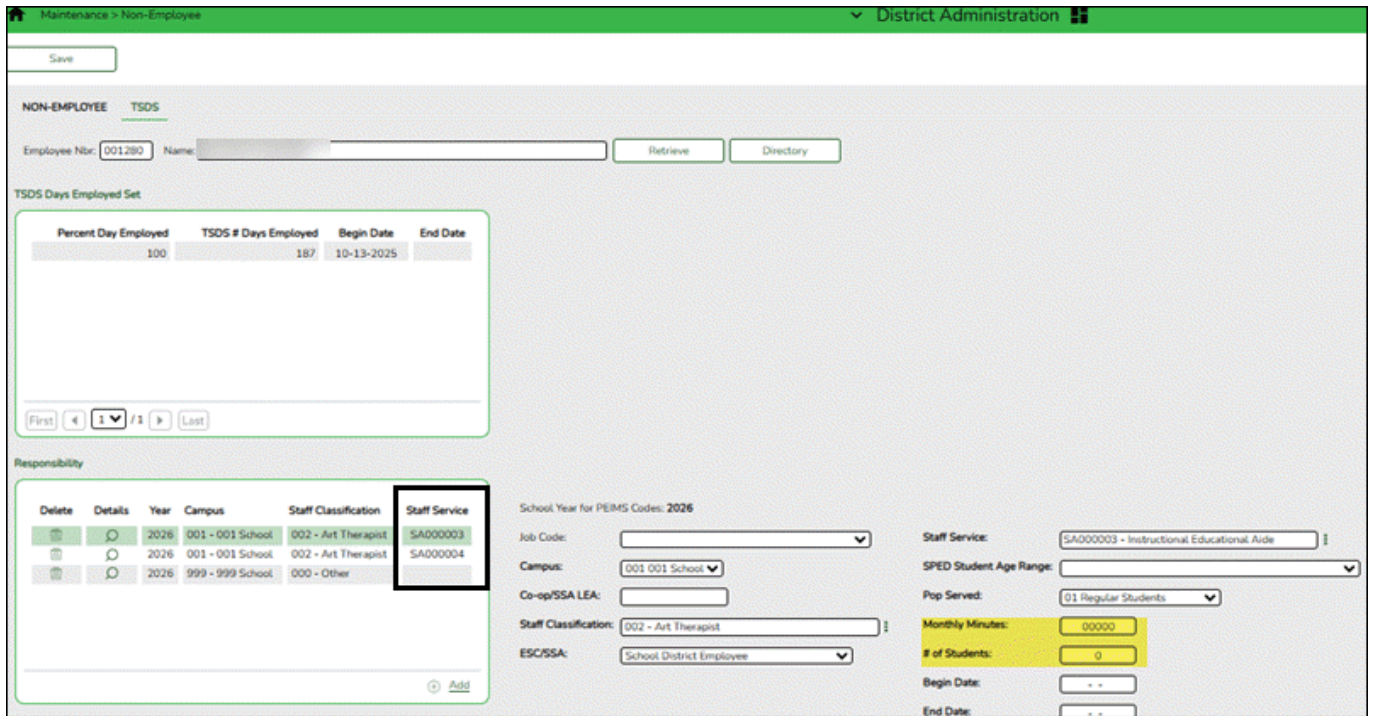 Maintenance > Non-Employee
District Administration
Save
NON-EMPLOYEE TSDS
Employee Nbr: 001280 Name: Retrieve Directory
TSDS Days Employed Set
Percent Day Employed TSDS # Days Employed Begin Date End Date
100 187 10-13-2025
First 1 / 1 Last
Responsibility
Delete Details Year Campus Staff Classification Staff Service
2026 001 - 001 School 002 - Art Therapist SA000003
2026 001 - 001 School 002 - Art Therapist SA000004
2026 999 - 999 School 000 - Other
Add
School Year for PEIMS Codes: 2026
Job Code:
Campus: 001 001 School
Co-op/SSA LEA:
Staff Classification: 002 - Art Therapist
ESC/SSA: School District Employee
Staff Service: SA000003 - Instructional Educational Aide
SPED Student Age Range:
Pop Served: 01 Regular Students
Monthly Minutes: 00000
# of Students: 0
Begin Date: - -
End Date: - -